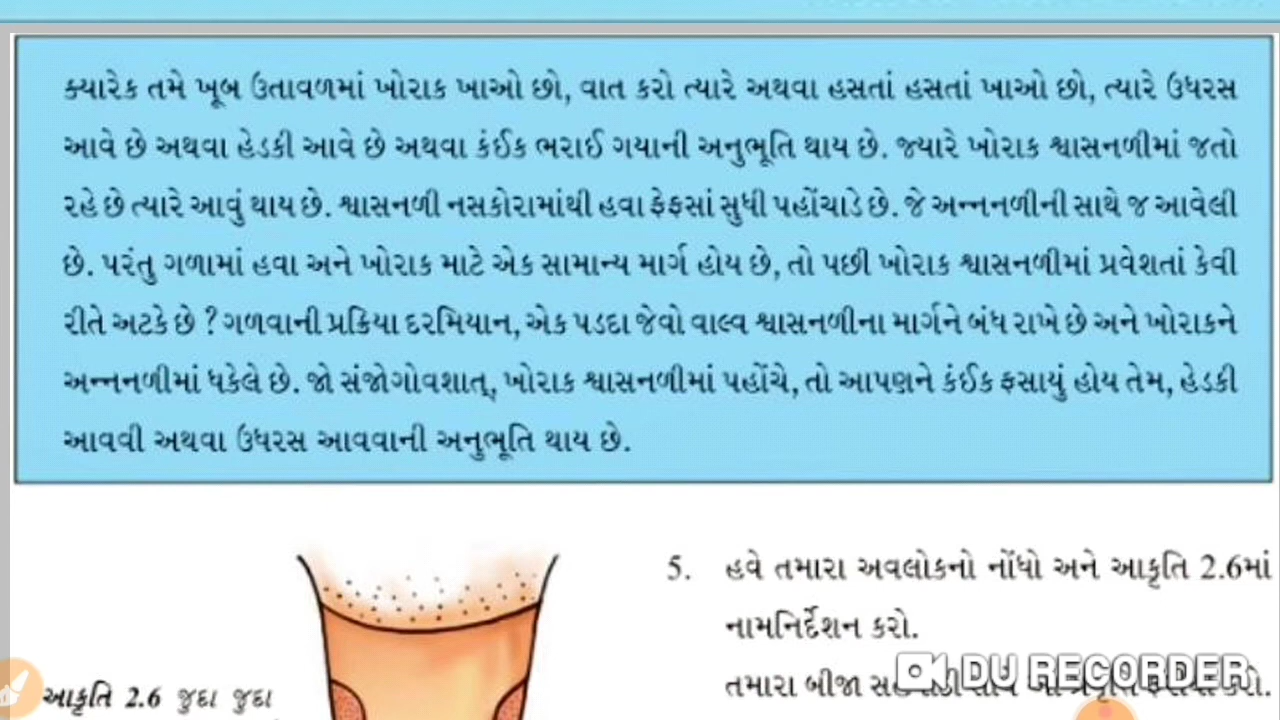 ક્યારેક તમે ખૂબ ઉતાવળમાં ખોરાક ખાઓ છો, વાત કરો ત્યારે અથવા હસતાં હસતાં ખાઓ છો, ત્યારે ઉધરસ
આવે છે અથવા હેડકી આવે છે અથવા કંઈક ભરાઈ ગયાની અનુભૂતિ થાય છે. જ્યારે ખોરાક શ્વાસનળીમાં જતો
રહે છે ત્યારે આવું થાય છે. શ્વાસનળી નસકોરામાંથી હવા ફેફસાં સુધી પહોંચાડે છે. જે અન્નનળીની સાથે જ આવેલી
છે. પરંતુ ગળામાં હવા અને ખોરાક માટે એક સામાન્ય માર્ગ હોય છે, તો પછી ખોરાક શ્વાસનળીમાં પ્રવેશતાં કેવી
રીતે અટકે છે ? ગળવાની પ્રક્રિયા દરમિયાન, એક પડદા જેવો વાલ્વ શ્વાસનળીના માર્ગને બંધ રાખે છે અને ખોરાકને
અન્નનળીમાં ધકેલે છે. જો સંજોગોવશાત્, ખોરાક શ્વાસનળીમાં પહોંચે, તો આપણને કંઈક ફસાયું હોય તેમ, હેડકી
આવવી અથવા ઉધરસ આવવાની અનુભૂતિ થાય છે.
5. હવે તમારા અવલોકનો નોંધો અને આકૃતિ 2.6માં
નામનિર્દેશન કરો.
DU RECORDER
તમારા બીજા
આકૃતિ 2.6 જુદા જુદા